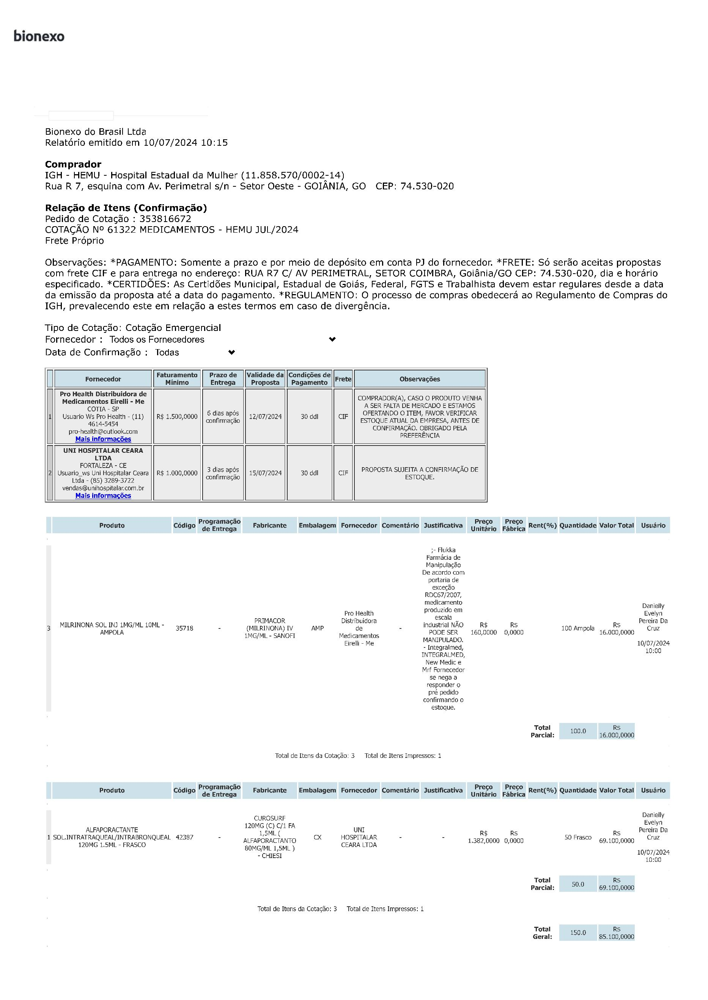 bionexo
Bionexo do Brasil Ltda
Relatório emitido em 10/07/2024 10:15
Comprador
IGH - HEMU - Hospital Estadual da Mulher (11.858.570/0002-14)
Rua R 7, esquina com Av. Perimetral s/n - Setor Oeste - GOIÂNIA, GO CEP: 74.530-020
Relação de Itens (Confirmação)
Pedido de Cotação : 353816672
COTAÇÃO Nº 61322 MEDICAMENTOS - HEMU JUL/2024
Frete Próprio
Observações: *PAGAMENTO: Somente a prazo e por meio de depósito em conta PJ do fornecedor. *FRETE: Só serão aceitas propostas
com frete CIF e para entrega no endereço: RUA R7 C/ AV PERIMETRAL, SETOR COIMBRA, Goiânia/GO CEP: 74.530-020, dia e horário
especificado. *CERTIDÕES: As Certidões Municipal, Estadual de Goiás, Federal, FGTS e Trabalhista devem estar regulares desde a data
da emissão da proposta até a data do pagamento. *REGULAMENTO: O processo de compras obedecerá ao Regulamento de Compras do
IGH, prevalecendo este em relação a estes termos em caso de divergência.
Tipo de Cotação: Cotação Emergencial
Fornecedor : Todos os Fornecedores
Data de Confirmação : Todas
Fornecedor
Faturamento
Mínimo
Prazo de
Entrega
Validade da
Proposta
Condições de
Pagamento
Frete
Observações
1
Pro Health Distribuidora de
Medicamentos Eirelli - Me
COTIA - SP
Usuario Ws Pro Health - (11)
4614-5454
pro-health@outlook.com
Mais informações
R$ 1.500,0000
6 dias após
confirmação
12/07/2024
30 ddl
CIF
COMPRADOR(A), CASO O PRODUTO VENHA
A SER FALTA DE MERCADO E ESTAMOS
OFERTANDO O ITEM, FAVOR VERIFICAR
ESTOQUE ATUAL DA EMPRESA, ANTES DE
CONFIRMAÇÃO. OBRIGADO PELA
PREFERÊNCIA
2
UNI HOSPITALAR CEARA
LTDA
FORTALEZA - CE
Usuario_ws Uni Hospitalar Ceara
Ltda - (85) 3289-3722
vendas@unihospitalar.com.br
Mais informações
R$ 1.000,0000
3 dias após
confirmação
15/07/2024
30 ddl
CIF
PROPOSTA SUJEITA A CONFIRMAÇÃO DE
ESTOQUE.
Produto
Código
Programação
de Entrega
Fabricante
Embalagem
Fornecedor
Comentário
Justificativa
Preço
Unitário
Preço
Fábrica
Rent(%)
Quantidade
Valor Total
Usuário
3
MILRINONA SOL INJ 1MG/ML 10ML -
AMPOLA
35718
-
PRIMACOR
(MILRINONA) IV
1MG/ML - SANOFI
AMP
Pro Health
Distribuidora
de
Medicamentos
Eirelli - Me
-
;- Flukka
Farmácia de
Manipulação
De acordo com
portaria de
exceção
RDC67/2007,
medicamento
produzido em
escala
industrial NÃO
PODE SER
MANIPULADO.
- Integralmed,
INTEGRALMED,
New Medic e
Mrf Fornecedor
se nega a
responder o
pré pedido
confirmando o
estoque.
R$
160,0000
R$
0,0000
100 Ampola
R$
16.000,0000
Danielly
Evelyn
Pereira Da
Cruz
10/07/2024
10:00
Total
Parcial:
100.0
R$
16.000,0000
Total de Itens da Cotação: 3 Total de Itens Impressos: 1
Produto
Código
Programação
de Entrega
Fabricante
Embalagem
Fornecedor
Comentário
Justificativa
Preço
Unitário
Preço
Fábrica
Rent(%)
Quantidade
Valor Total
Usuário
1
ALFAPORACTANTE
SOL.INTRATRAQUEAL/INTRABRONQUEAL
120MG 1.5ML - FRASCO
42387
-
CUROSURF
120MG (C) C/1 FA
1,5ML (
ALFAPORACTANTO
80MG/ML 1,5ML )
- CHIESI
CX
UNI
HOSPITALAR
CEARA LTDA
-
-
R$
1.382,0000
R$
0,0000
50 Frasco
R$
69.100,0000
Danielly
Evelyn
Pereira Da
Cruz
10/07/2024
10:00
Total
Parcial:
50.0
R$
69.100,0000
Total de Itens da Cotação: 3 Total de Itens Impressos: 1
Total
Geral:
150.0
R$
85.100,0000